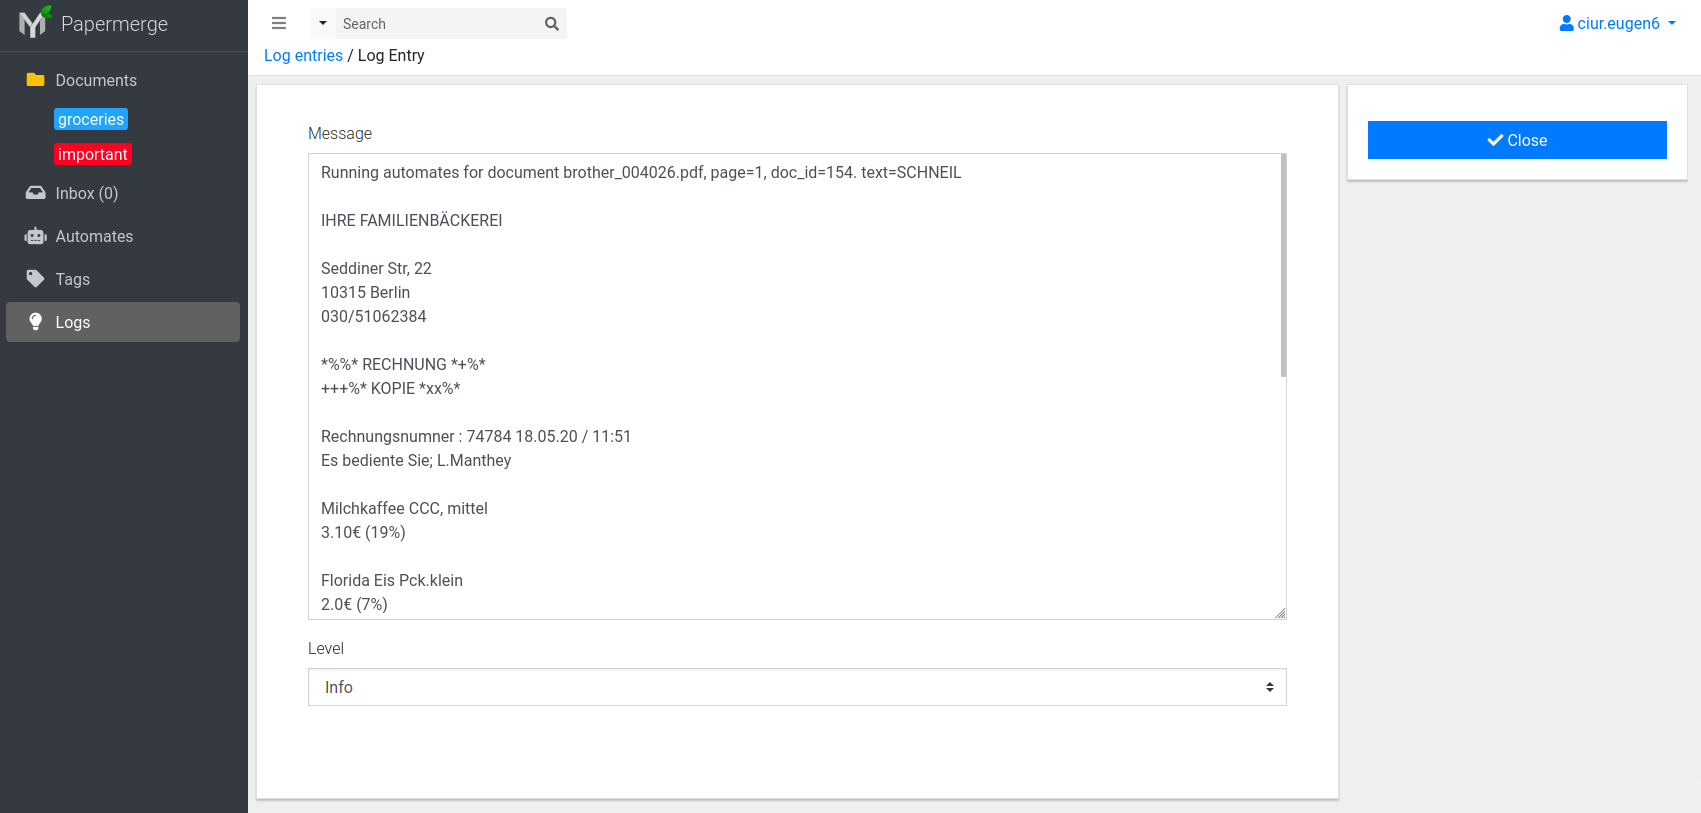 Papermerge
Documents
groceries
important
Inbox (0)
Automates
Tags
Logs
Search
ciur.eugen6
Log entries / Log Entry
Message
Running automates for document brother_004026.pdf, page=1, doc_id=154. text=SCHNEIL
IHRE FAMILIENBÄCKEREI
Seddiner Str, 22
10315 Berlin
030/51062384
*%%* RECHNUNG *+%*
+++%* KOPIE *xx%*
Rechnungsnumner : 74784 18.05.20 / 11:51
Es bediente Sie; L.Manthey
Milchkaffee CCC, mittel
3.10€ (19%)
Florida Eis Pck.klein
2.0€ (7%)
Level
Info
Close